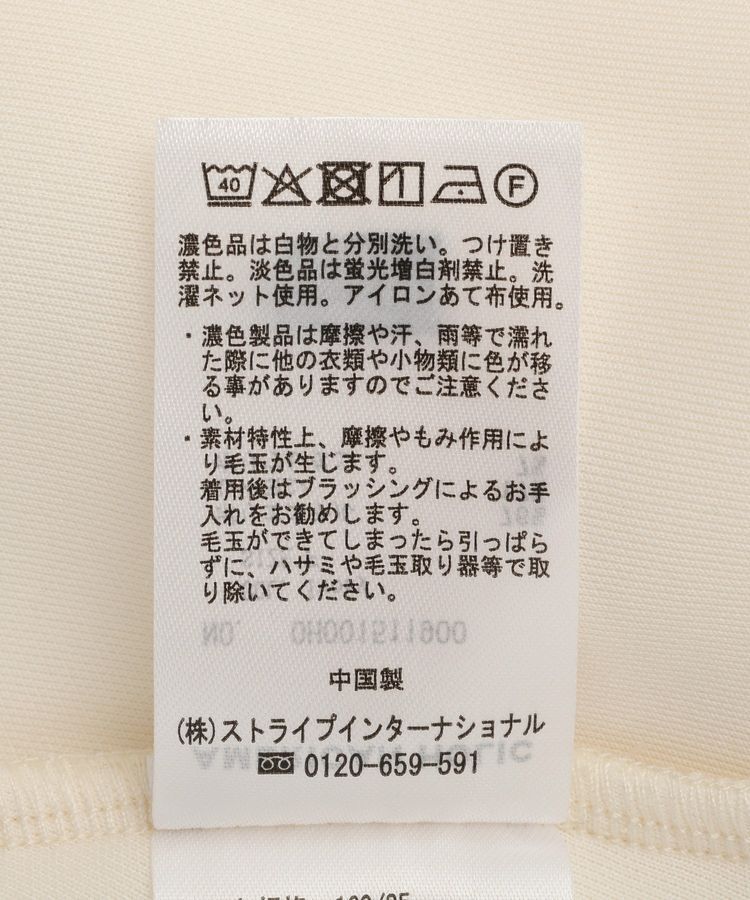 40
F
濃色品は白物と分別洗い。つけ置き
禁止。淡色品は蛍光増白剤禁止。洗
濯ネット使用。アイロンあて布使用。
・濃色製品は摩擦や汗、雨等で濡れ
た際に他の衣類や小物類に色が移
る事がありますのでご注意くださ
い。
・素材特性上、摩擦やもみ作用によ
り毛玉が生じます。
着用後はブラッシングによるお手
入れをお勧めします。
毛玉ができてしまったら引っぱら
ずに、ハサミや毛玉取り器等で取
り除いてください。
中国製
(株)ストライプインターナショナル
0120-659-591